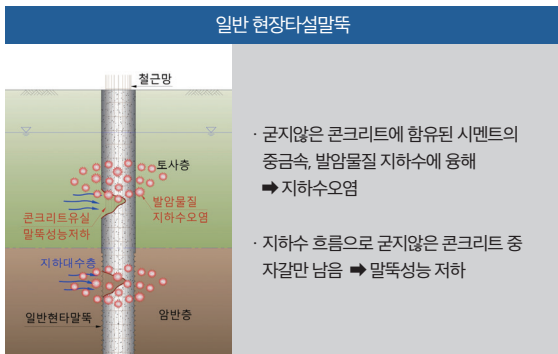 일반 현장타설말뚝
철근망
토사층
콘크리트유실
말뚝성능저하
발암물질
지하수오염
지하대수층
일반현타말뚝
암반층
· 굳지않은 콘크리트에 함유된 시멘트의
중금속, 발암물질 지하수에 융해
➡ 지하수오염
· 지하수 흐름으로 굳지않은 콘크리트 중
자갈만 남음 ➡ 말뚝성능 저하